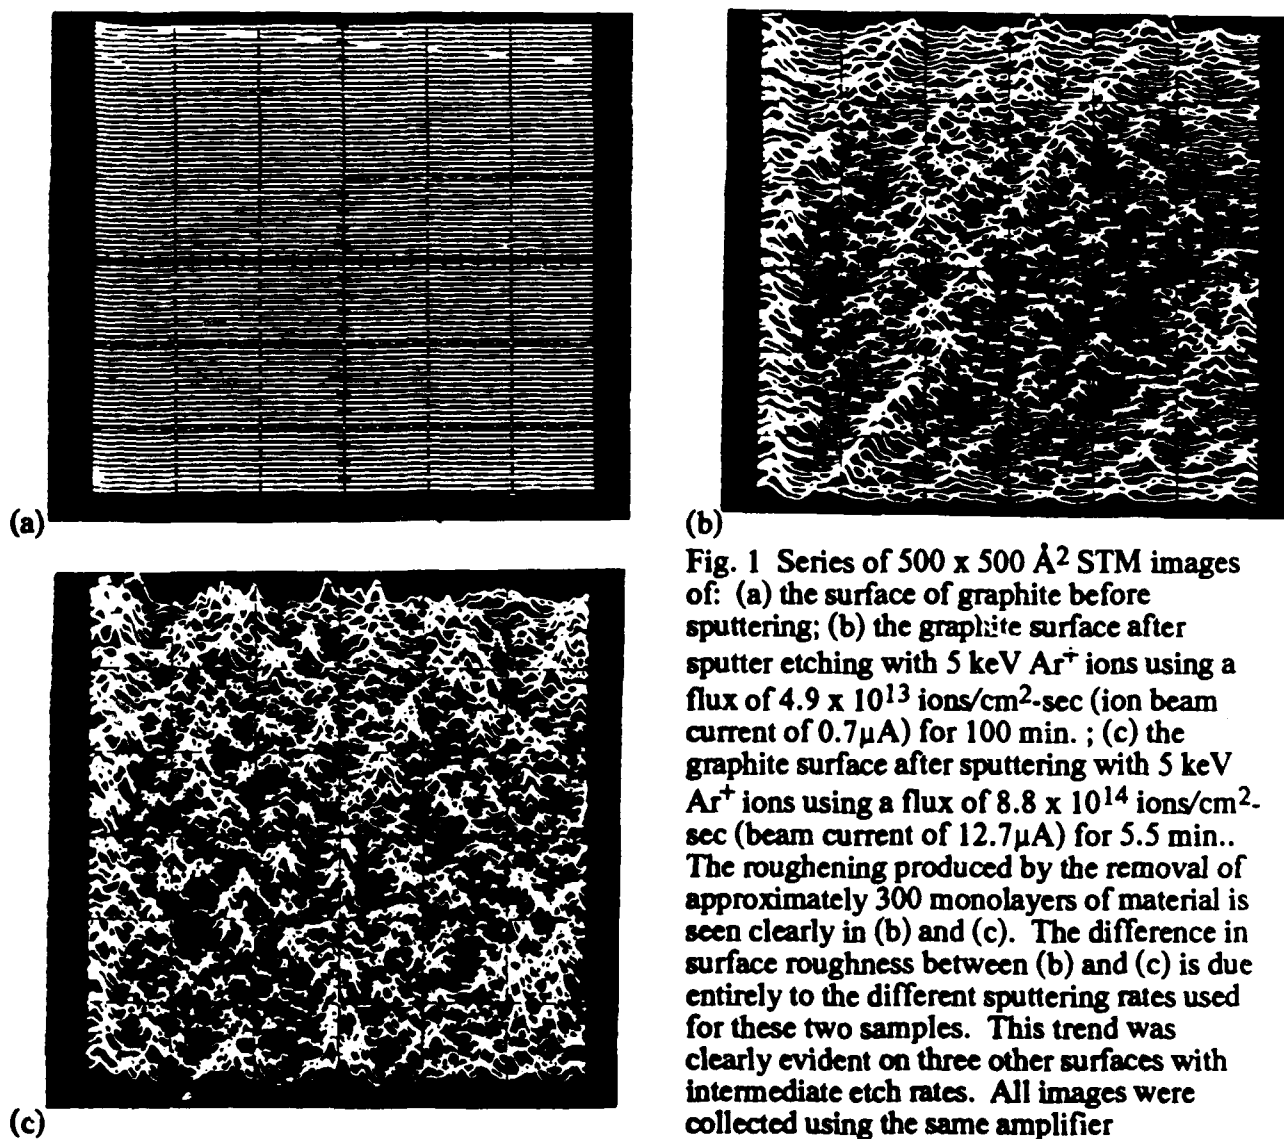 (a)
(b)
(c)
Fig. 1 Series of 500 x 500 Å² STM images
of: (a) the surface of graphite before
sputtering; (b) the graphite surface after
sputter etching with 5 keV Ar⁺ ions using a
flux of 4.9 x 10¹³ ions/cm²-sec (ion beam
current of 0.7µA) for 100 min. ; (c) the
graphite surface after sputtering with 5 keV
Ar⁺ ions using a flux of 8.8 x 10¹⁴ ions/cm²-
sec (beam current of 12.7µA) for 5.5 min..
The roughening produced by the removal of
approximately 300 monolayers of material is
seen clearly in (b) and (c). The difference in
surface roughness between (b) and (c) is due
entirely to the different sputtering rates used
for these two samples. This trend was
clearly evident on three other surfaces with
intermediate etch rates. All images were
collected using the same amplifier